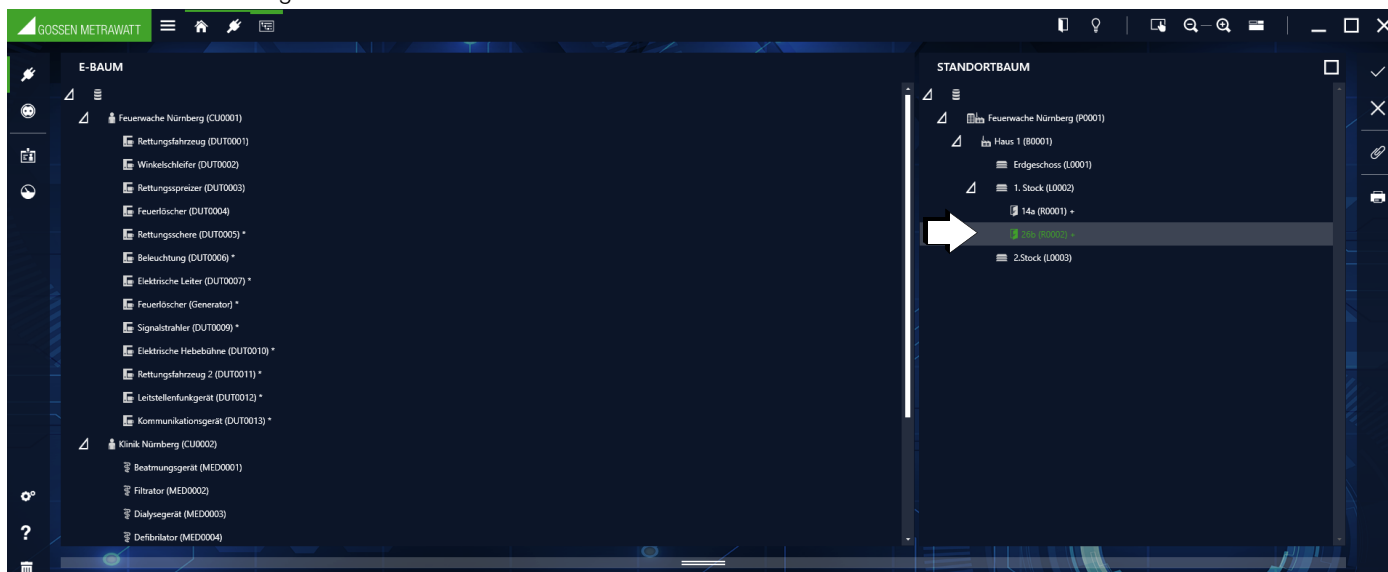 GOSSEN METRAWATT
E-BAUM
Feuerwache Nürnberg (CU0001)
Rettungsfahrzeug (DUT0001)
Winkelschleifer (DUT0002)
Rettungsspreizer (DUT0003)
Feuerlöscher (DUT0004)
Rettungsschere (DUT0005) *
Beleuchtung (DUT0006) *
Elektrische Leiter (DUT0007) *
Feuerlöscher (Generator) *
Signalstrahler (DUT0009) *
Elektrische Hebebühne (DUT0010) *
Rettungsfahrzeug 2 (DUT0011) *
Leitstellenfunkgerät (DUT0012) *
Kommunikationsgerät (DUT0013) *
Klinik Nürnberg (CU0002)
Beatmungsgerät (MED0001)
Filtrator (MED0002)
Dialysegerät (MED0003)
Defibrilator (MED0004)
STANDORTBAUM
Feuerwache Nürnberg (P0001)
Haus 1 (B0001)
Erdgeschoss (L0001)
1. Stock (L0002)
14a (R0001) +
26b (R0002) +
2.Stock (L0003)